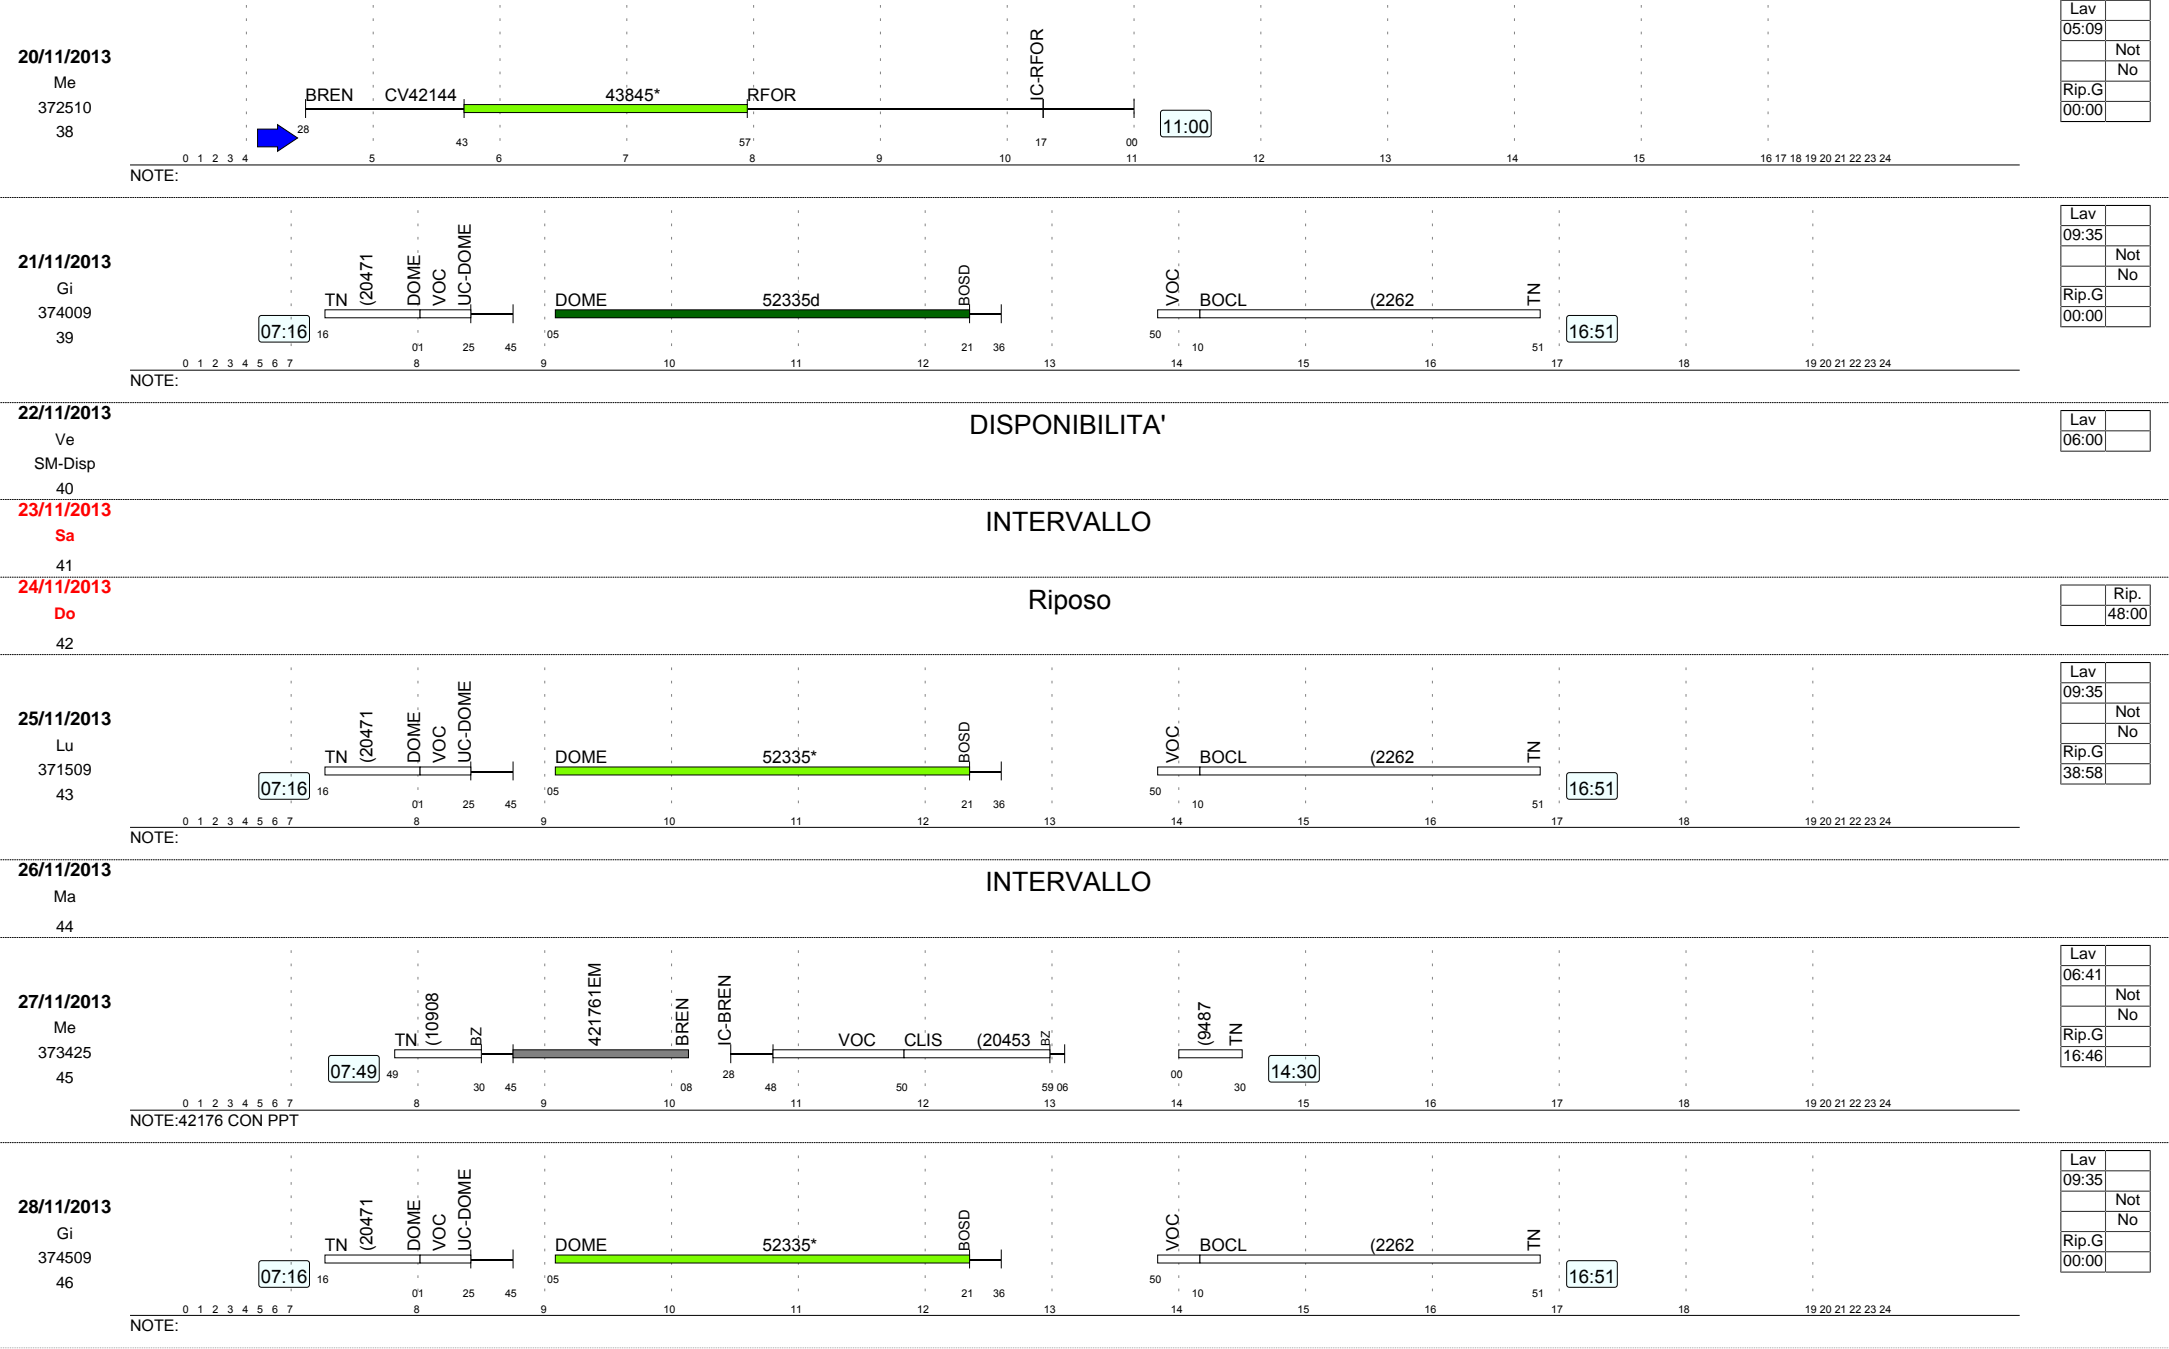 20/11/2013
Me
372510
38
BREN CV42144 43845* RFOR JC-RFOR
28 43 57 17 00
11:00
0 1 2 3 4 5 6 7 8 9 10 11 12 13 14 15 16 17 18 19 20 21 22 23 24
NOTE:
Lav
05:09
Not
No
Rip.G
00:00
21/11/2013
Gi
374009
39
07:16
TN (20471 DOME VOC UC-DOME DOME 52335d BOSD VOC BOCL (2262 TN
16 01 25 45 05 21 36 50 10 51
16:51
0 1 2 3 4 5 6 7 8 9 10 11 12 13 14 15 16 17 18 19 20 21 22 23 24
NOTE:
Lav
09:35
Not
No
Rip.G
00:00
22/11/2013
Ve
SM-Disp
40
DISPONIBILITA'
Lav
06:00
23/11/2013
Sa
41
INTERVALLO
24/11/2013
Do
42
Riposo
Rip.
48:00
25/11/2013
Lu
371509
43
07:16
TN (20471 DOME VOC UC-DOME DOME 52335* BOSD VOC BOCL (2262 TN
16 01 25 45 05 21 36 50 10 51
16:51
0 1 2 3 4 5 6 7 8 9 10 11 12 13 14 15 16 17 18 19 20 21 22 23 24
NOTE:
Lav
09:35
Not
No
Rip.G
38:58
26/11/2013
Ma
44
INTERVALLO
27/11/2013
Me
373425
45
07:49
TN (10908 BZ 421761EM BREN JC-BREN VOC CLIS (20453 BZ (9487 TN
49 30 45 08 28 48 50 59 06 00 30
14:30
0 1 2 3 4 5 6 7 8 9 10 11 12 13 14 15 16 17 18 19 20 21 22 23 24
NOTE:42176 CON PPT
Lav
06:41
Not
No
Rip.G
16:46
28/11/2013
Gi
374509
46
07:16
TN (20471 DOME VOC UC-DOME DOME 52335* BOSD VOC BOCL (2262 TN
16 01 25 45 05 21 36 50 10 51
16:51
0 1 2 3 4 5 6 7 8 9 10 11 12 13 14 15 16 17 18 19 20 21 22 23 24
NOTE:
Lav
09:35
Not
No
Rip.G
00:00